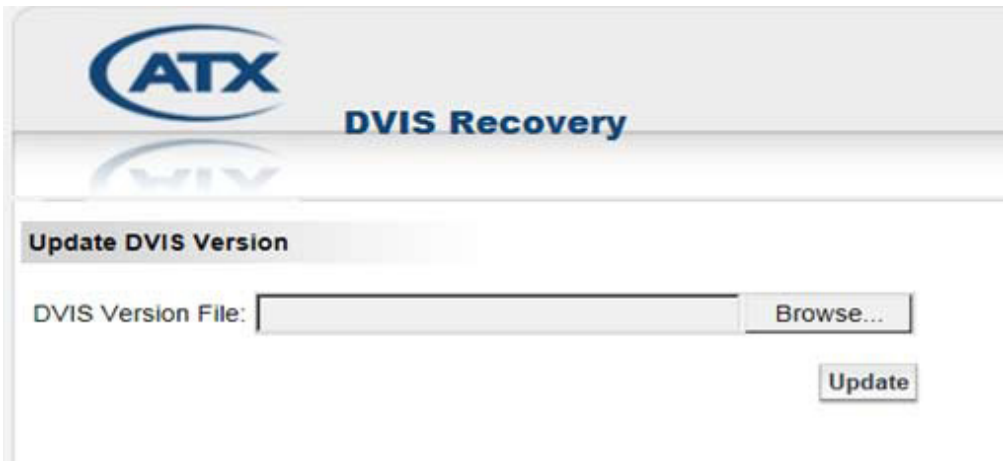 ATX
DVIS Recovery
Update DVIS Version
DVIS Version File:
Browse...
Update